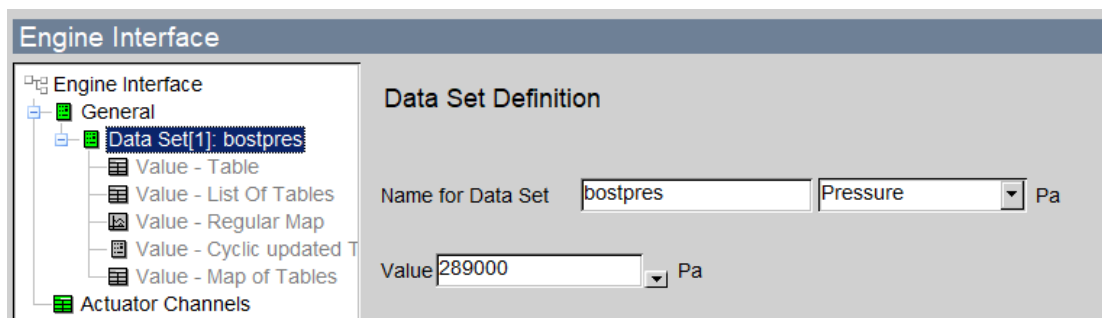 Engine Interface
Engine Interface
General
Data Set[1]: bostpres
Value - Table
Value - List Of Tables
Value - Regular Map
Value - Cyclic updated T
Value - Map of Tables
Actuator Channels
Data Set Definition
Name for Data Set bostpres Pressure Pa
Value 289000 Pa